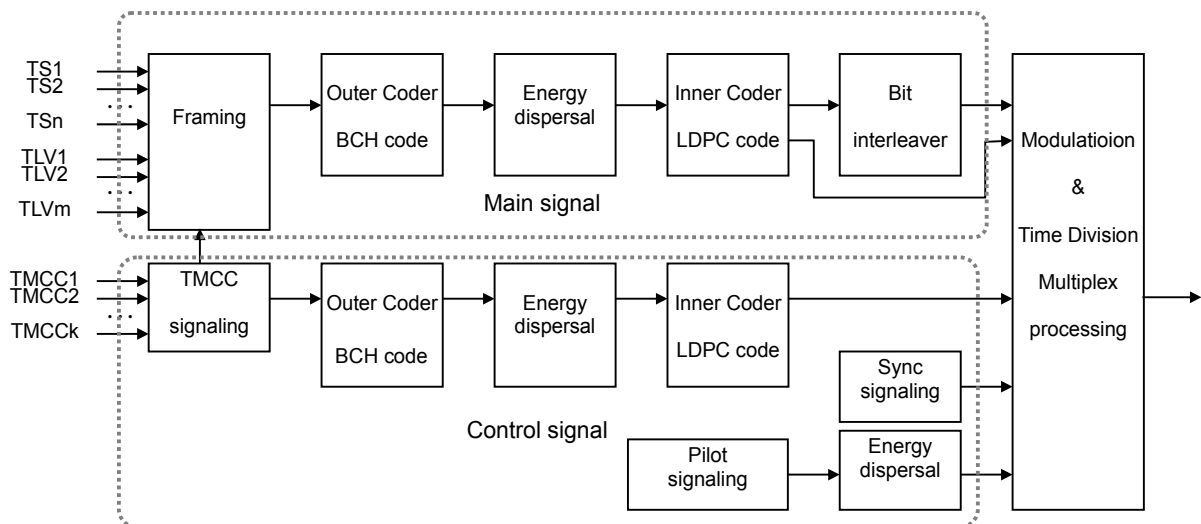 TS1
TS2
....
TSn
TLV1
TLV2
....
TLVm
Framing
Outer Coder
BCH code
Energy
dispersal
Inner Coder
LDPC code
Bit
interleaver
Main signal
Modulatioion
&
Time Division
Multiplex
processing
TMCC1
TMCC2
....
TMCCk
TMCC
signaling
Outer Coder
BCH code
Energy
dispersal
Inner Coder
LDPC code
Sync
signaling
Control signal
Pilot
signaling
Energy
dispersal